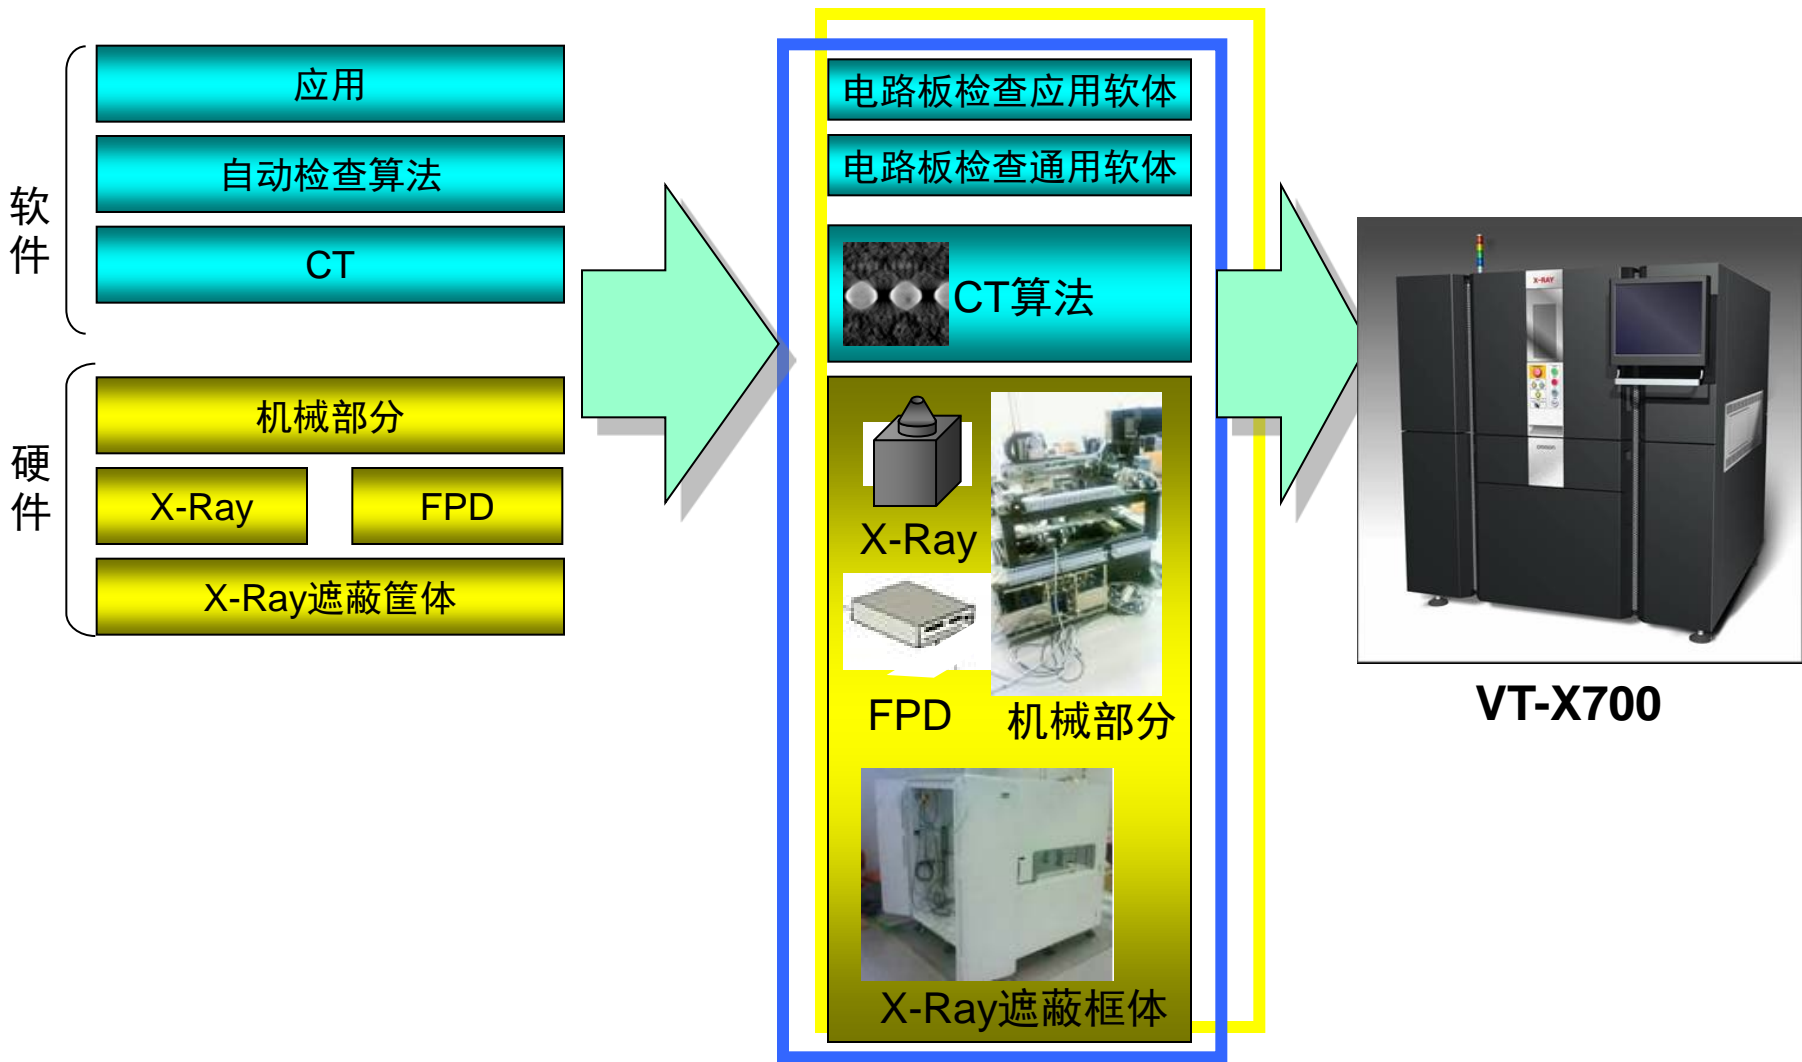 软件
应用
自动检查算法
CT
硬件
机械部分
X-Ray
FPD
X-Ray遮蔽筐体
电路板检查应用软体
电路板检查通用软体
CT算法
X-Ray
FPD
机械部分
X-Ray遮蔽框体
X-RAY
omron
VT-X700